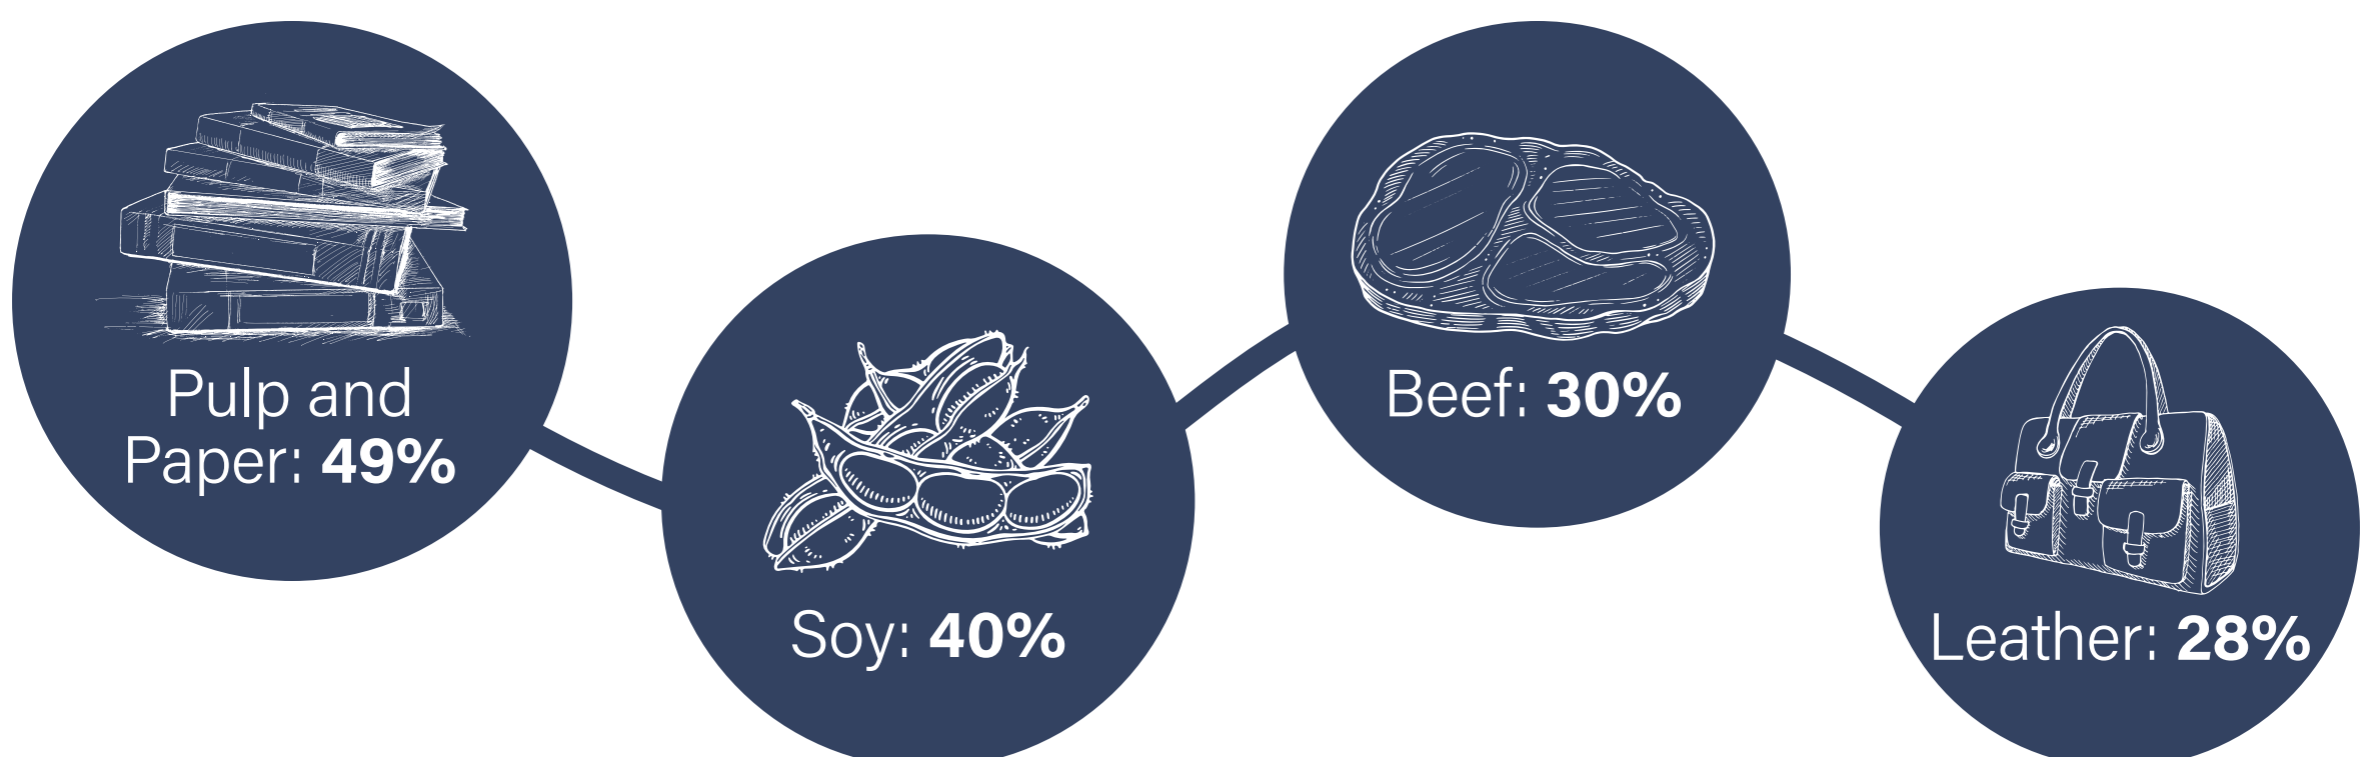 Pulp and
Paper: 49%
Soy: 40%
Beef: 30%
Leather: 28%